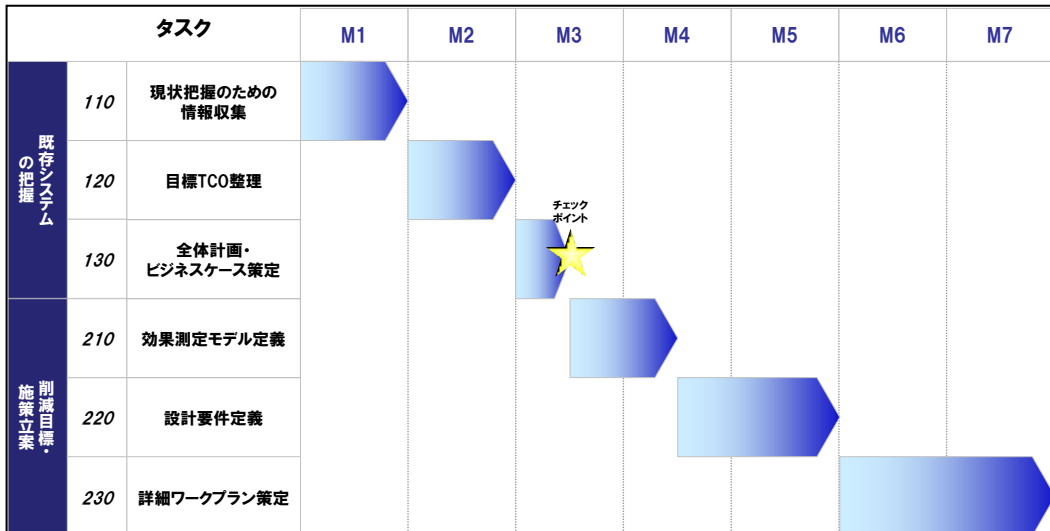 タスク
M1
M2
M3
M4
M5
M6
M7
既存システム
の把握
110
現状把握のための
情報収集
120
目標TCO整理
130
全体計画・
ビジネスケース策定
チェック
ポイント
削減目標・
施策立案
210
効果測定モデル定義
220
設計要件定義
230
詳細ワークプラン策定